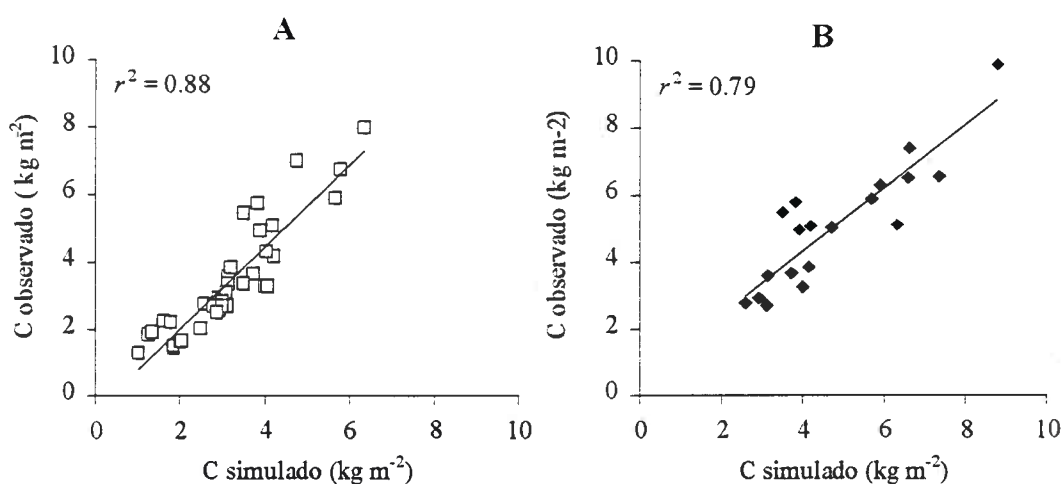 A
r² = 0.88
C observado ( kg m⁻²)
10
8
6
4
2
0
0 2 4 6 8 10
C simulado (kg m⁻²)
B
r² = 0.79
C observado (kg m-2)
10
8
6
4
2
0
0 2 4 6 8 10
C simulado (kg m⁻²)